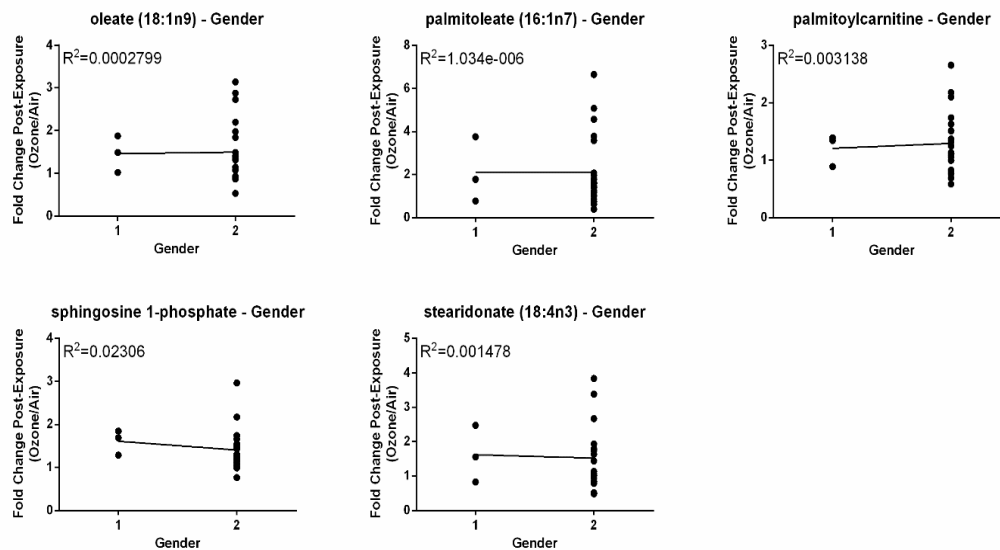 oleate (18:1n9) - Gender
R²=0.0002799
Fold Change Post-Exposure
(Ozone/Air)
4
3
2
1
0
1
2
Gender
palmitoleate (16:1n7) - Gender
R²=1.034e-006
Fold Change Post-Exposure
(Ozone/Air)
8
6
4
2
0
1
2
Gender
palmitoylcarnitine - Gender
R²=0.003138
Fold Change Post-Exposure
(Ozone/Air)
3
2
1
0
1
2
Gender
sphingosine 1-phosphate - Gender
R²=0.02306
Fold Change Post-Exposure
(Ozone/Air)
4
3
2
1
0
1
2
Gender
stearidonate (18:4n3) - Gender
R²=0.001478
Fold Change Post-Exposure
(Ozone/Air)
5
4
3
2
1
0
1
2
Gender